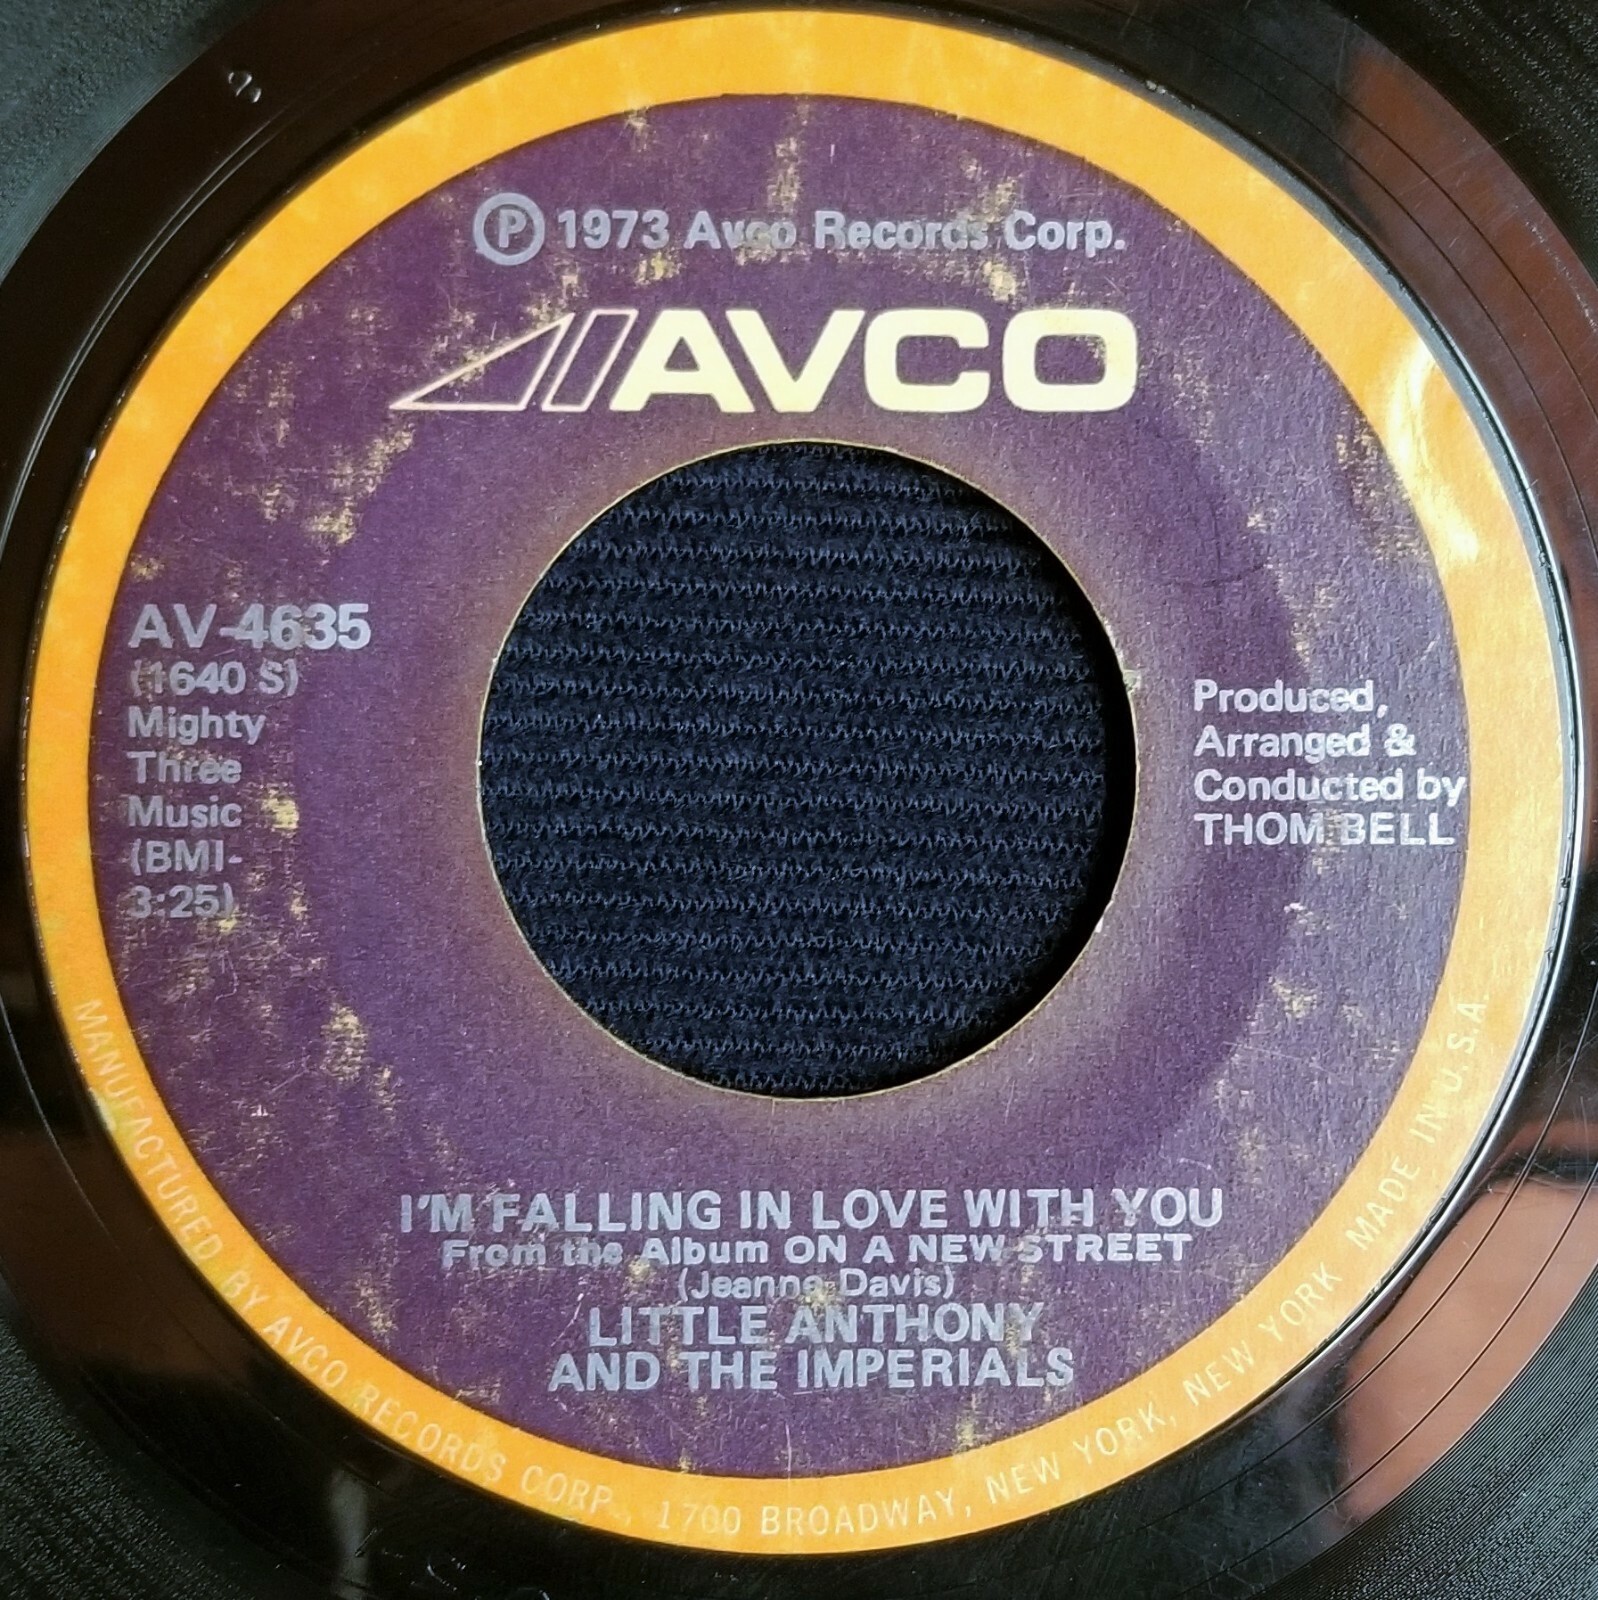 Ⓟ 1973 Avco Records Corp.
AVCO
AV-4635
(1640 S)
Mighty
Three
Music
(BMI-
3:25)
Produced,
Arranged &
Conducted by
THOM BELL
I'M FALLING IN LOVE WITH YOU
From the Album ON A NEW STREET
(Jeanne Davis)
LITTLE ANTHONY
AND THE IMPERIALS
MANUFACTURED BY AVCO RECORDS CORP., 1700 BROADWAY, NEW YORK, NEW YORK MADE IN U.S.A.